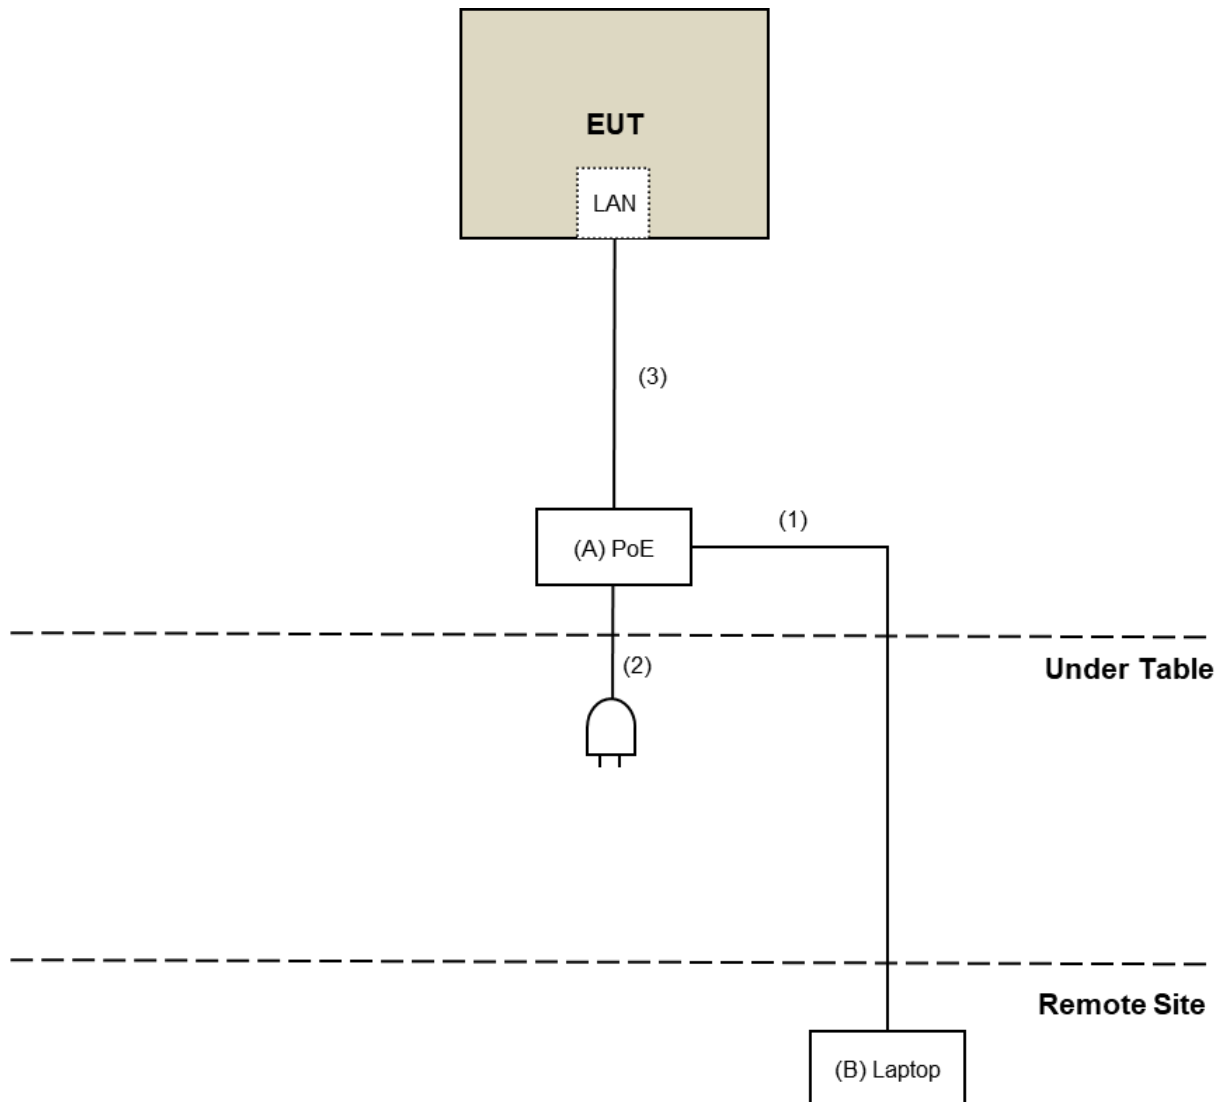 EUT
LAN
(3)
(1)
(A) PoE
(2)
Under Table
Remote Site
(B) Laptop